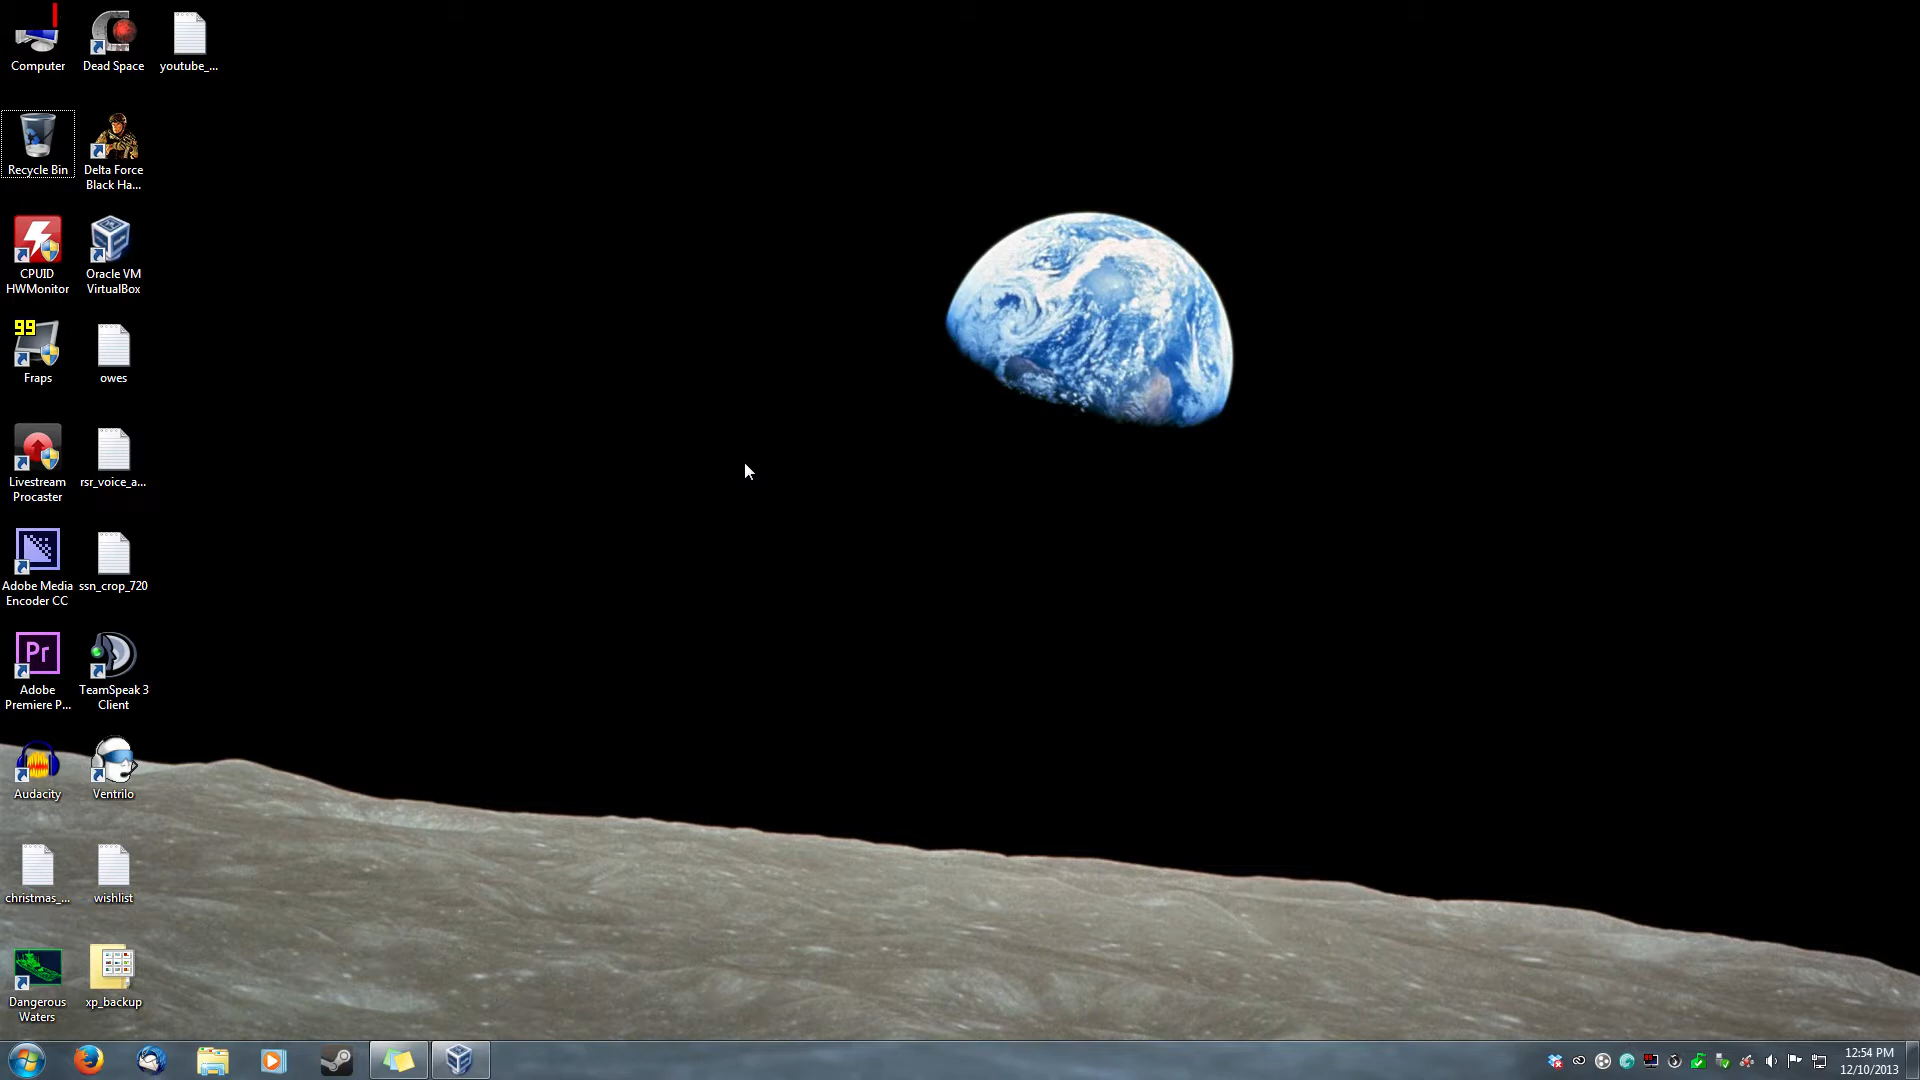 Computer
Dead Space
youtube_...
Recycle Bin
Delta Force
Black Ha...
CPUID
HWMonitor
Oracle VM
VirtualBox
99
Fraps
owes
Livestream
Procaster
rsr_voice_a...
Adobe Media
Encoder CC
ssn_crop_720
Pr
Adobe
Premiere P...
TeamSpeak 3
Client
Audacity
Ventrilo
christmas_...
wishlist
Dangerous
Waters
xp_backup
12:54 PM
12/10/2013